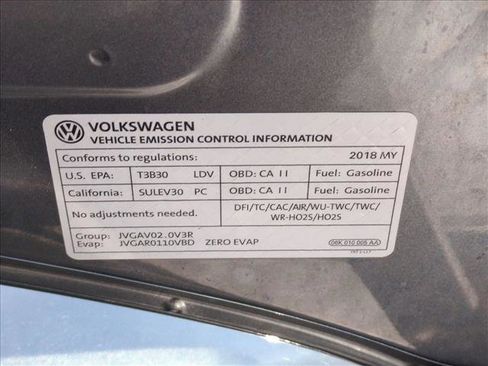 VOLKSWAGEN
VEHICLE EMISSION CONTROL INFORMATION
Conforms to regulations: 2018 MY
U.S. EPA: T3B30 LDV OBD: CA II Fuel: Gasoline
California: SULEV30 PC OBD: CA II Fuel: Gasoline
No adjustments needed. DFI/TC/CAC/AIR/WU-TWC/TWC/
WR-HO2S/HO2S
Group: JVGAV02.0V3R
Evap: JVGAR0110VBD ZERO EVAP 06K 010 005 AA